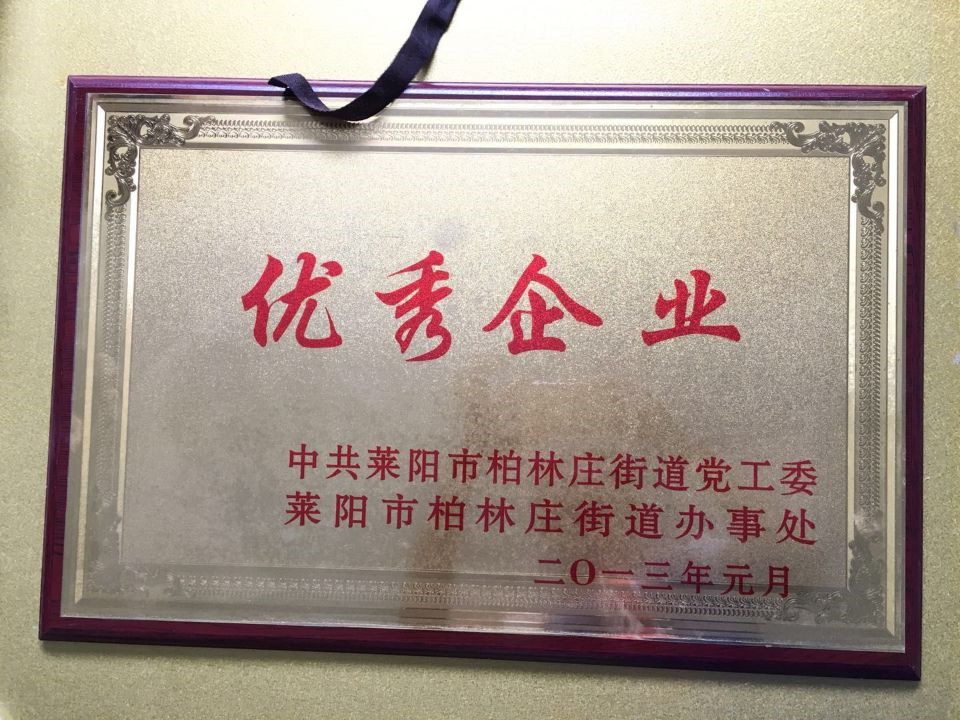 优秀企业
中共莱阳市柏林庄街道党工委
莱阳市柏林庄街道办事处
二〇一三年元月